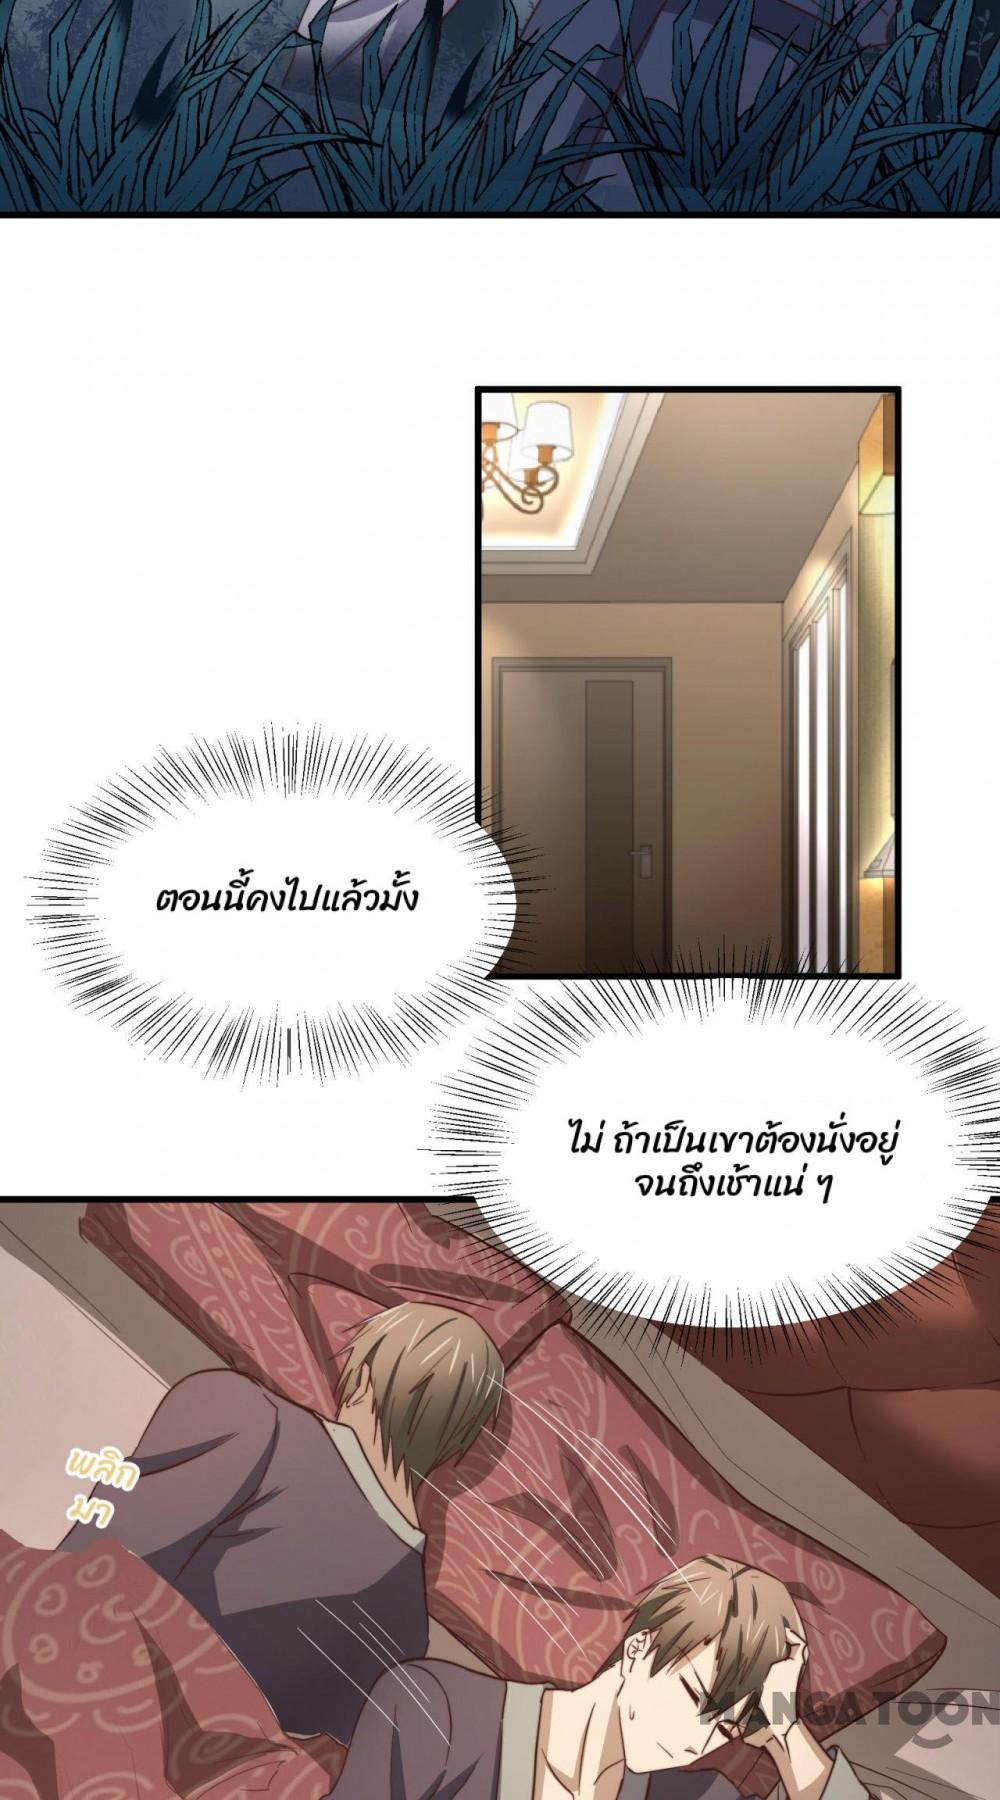 ตอนนี้คงไปแล้วมั้ง
ไม่ ถ้าเป็นเขาต้องนั่งอยู่
จนถึงเช้าแน่ ๆ
พลิก
มา
MANGATOON